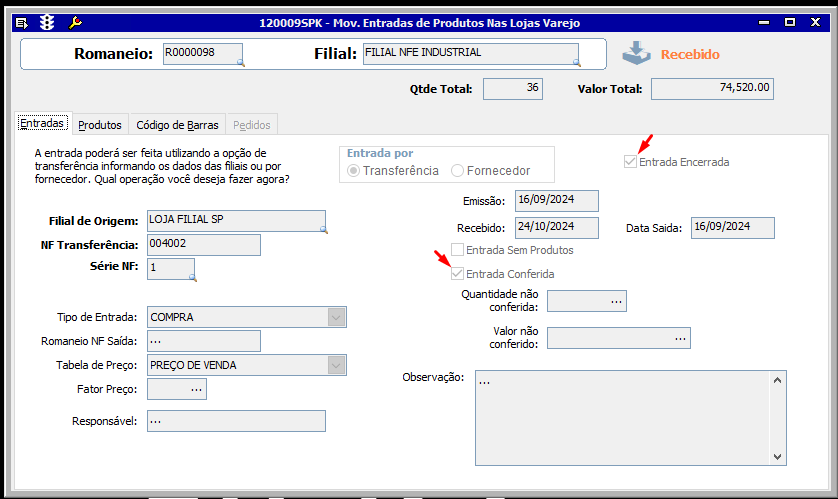 120009SPK - Mov. Entradas de Produtos Nas Lojas Varejo
Romaneio: R0000098 Filial: FILIAL NFE INDUSTRIAL Recebido
Qtde Total: 36 Valor Total: 74,520.00
Entradas Produtos Código de Barras Pedidos
A entrada poderá ser feita utilizando a opção de
transferência informando os dados das filiais ou por
fornecedor. Qual operação você deseja fazer agora?
Entrada por
Transferência Fornecedor
Entrada Encerrada
Emissão: 16/09/2024
Filial de Origem: LOJA FILIAL SP
Recebido: 24/10/2024 Data Saida: 16/09/2024
NF Transferência: 004002
Entrada Sem Produtos
Série NF: 1
Entrada Conferida
Quantidade não
conferida: ...
Tipo de Entrada: COMPRA
Valor não
conferido: ...
Romaneio NF Saída: ...
Tabela de Preço: PREÇO DE VENDA
Fator Preço: ...
Observação: ...
Responsável: ...